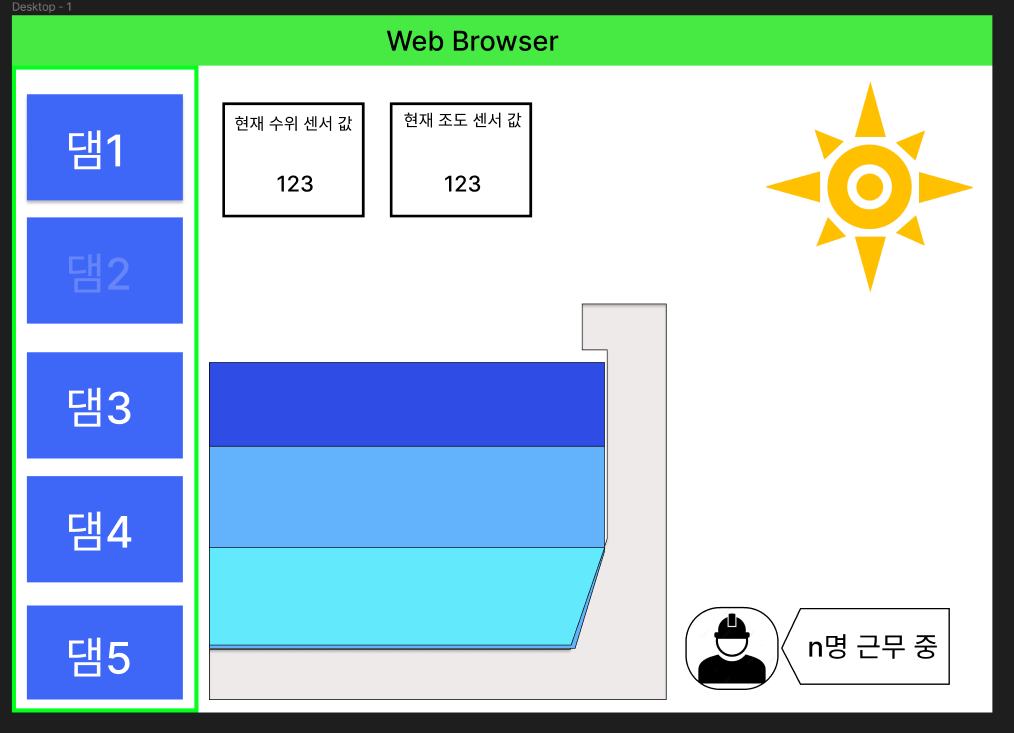 Desktop - 1
Web Browser
댐1
댐2
댐3
댐4
댐5
현재 수위 센서 값
123
현재 조도 센서 값
123
n명 근무 중